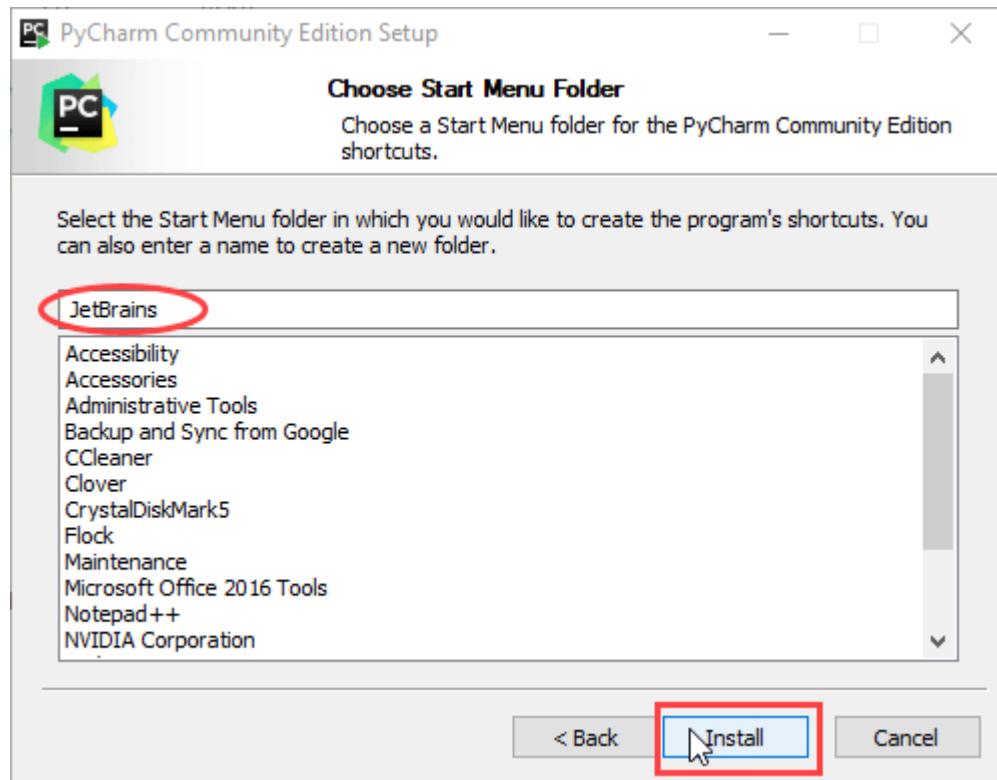 PyCharm Community Edition Setup
PC
Choose Start Menu Folder
Choose a Start Menu folder for the PyCharm Community Edition
shortcuts.
Select the Start Menu folder in which you would like to create the program's shortcuts. You
can also enter a name to create a new folder.
JetBrains
Accessibility
Accessories
Administrative Tools
Backup and Sync from Google
CCleaner
Clover
CrystalDiskMark5
Flock
Maintenance
Microsoft Office 2016 Tools
Notepad++
NVIDIA Corporation
< Back Install Cancel